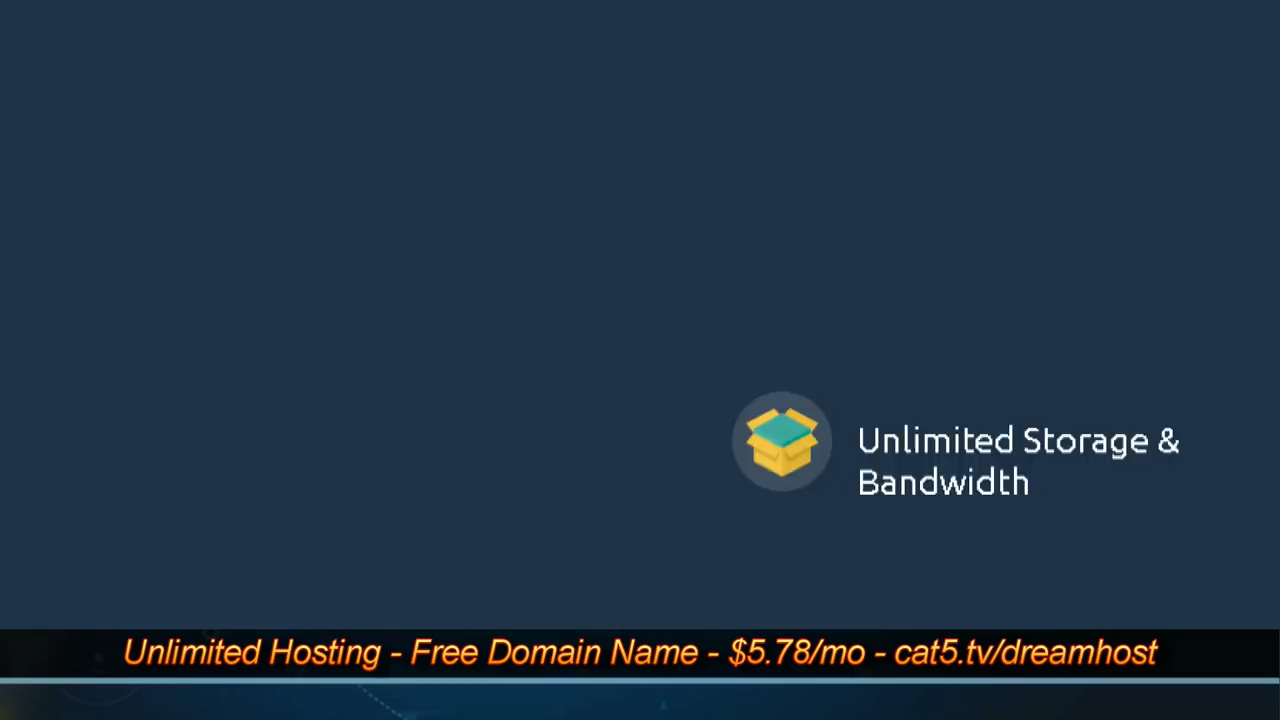 Unlimited Storage &
Bandwidth
Unlimited Hosting - Free Domain Name - $5.78/mo - cat5.tv/dreamhost